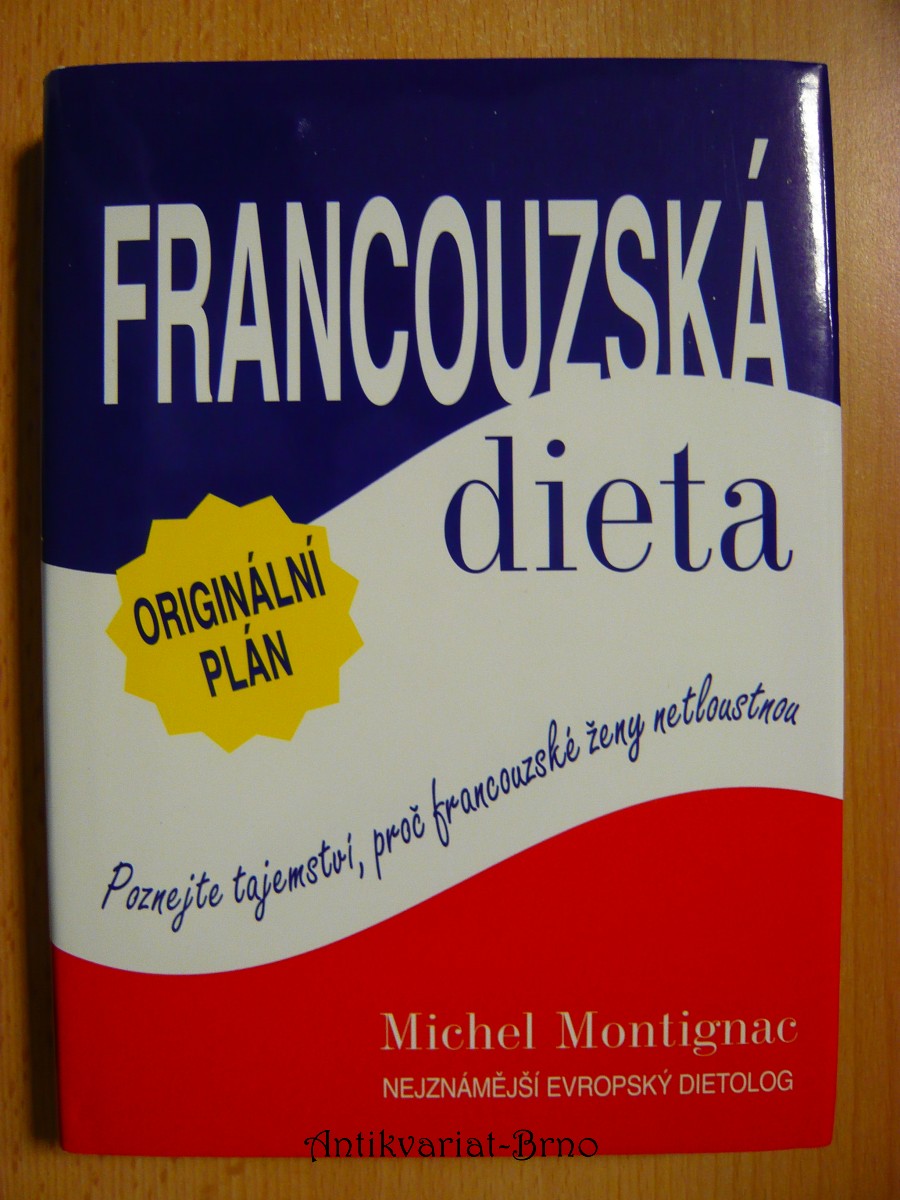 FRANCOUZSKÁ
dieta
ORIGINÁLNÍ
PLÁN
Poznejte tajemství, proč francouzské ženy netloustnou
Michel Montignac
NEJZNÁMĚJŠÍ EVROPSKÝ DIETOLOG
Antikvariat-Brno